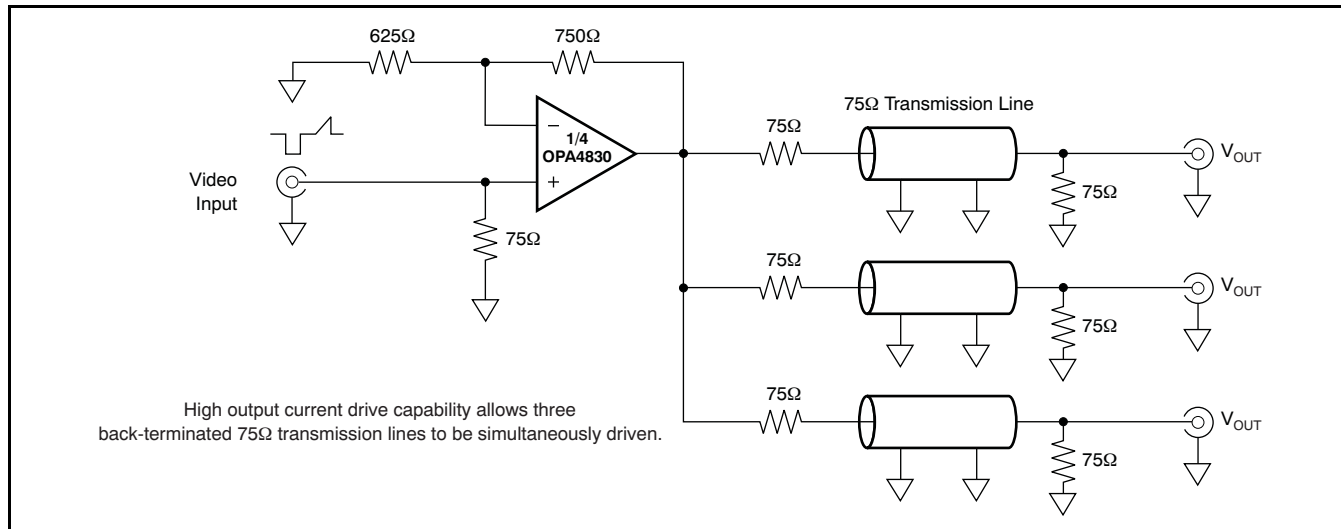 625Ω
750Ω
1/4
OPA4830
−
+
Video
Input
75Ω
75Ω Transmission Line
75Ω
75Ω
V_OUT
75Ω
75Ω
V_OUT
75Ω
75Ω
V_OUT
High output current drive capability allows three
back-terminated 75Ω transmission lines to be simultaneously driven.